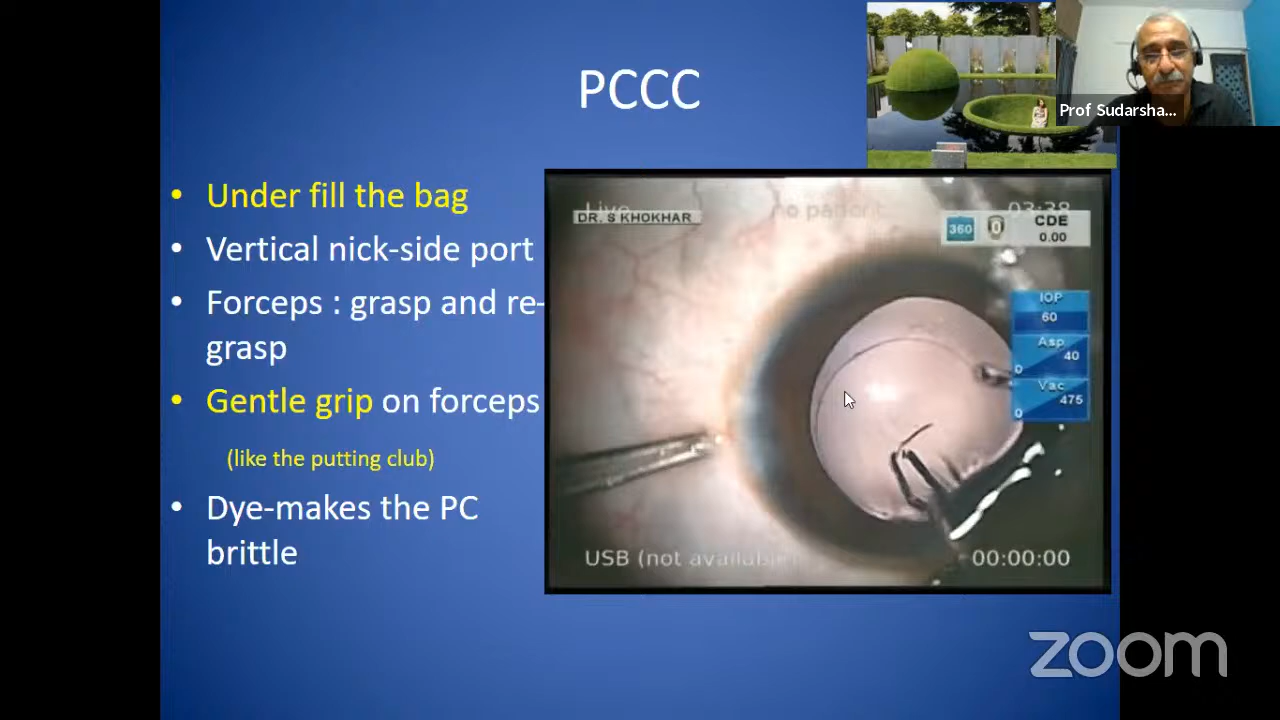 PCCC
Prof Sudarsha...
• Under fill the bag
• Vertical nick-side port
• Forceps : grasp and re-
grasp
• Gentle grip on forceps
(like the putting club)
• Dye-makes the PC
brittle
Live
no patient
03:38
DR. S KHOKHAR
360
0
CDE
0.00
IOP
60
Asp
40
0
Vac
475
0
USB (not available)
00:00:00
zoom